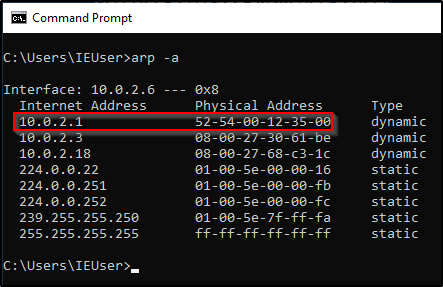 Command Prompt
C:\Users\IEUser>arp -a
Interface: 10.0.2.6 --- 0x8
Internet Address Physical Address Type
10.0.2.1 52-54-00-12-35-00 dynamic
10.0.2.3 08-00-27-30-61-be dynamic
10.0.2.18 08-00-27-68-c3-1c dynamic
224.0.0.22 01-00-5e-00-00-16 static
224.0.0.251 01-00-5e-00-00-fb static
224.0.0.252 01-00-5e-00-00-fc static
239.255.255.250 01-00-5e-7f-ff-fa static
255.255.255.255 ff-ff-ff-ff-ff-ff static
C:\Users\IEUser>